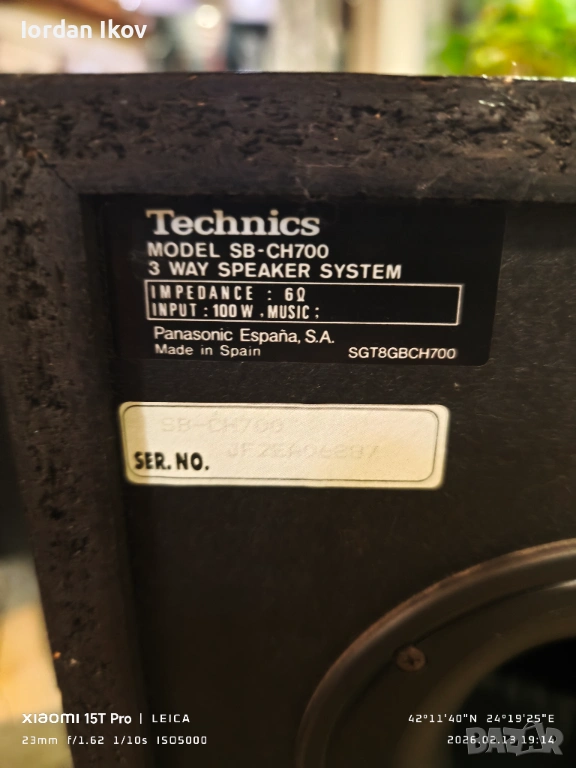 Iordan Ikov
Technics
MODEL SB-CH700
3 WAY SPEAKER SYSTEM
IMPEDANCE : 6Ω
INPUT : 100W , MUSIC ;
Panasonic España, S.A.
Made in Spain SGT8GBCH700
SB-CH700
SER. NO.
XIAOMI 15T Pro | LEICA 42°11'40"N 24°19'25"E
23mm f/1.62 1/10s ISO5000 2026.02.13 19:14
BAZAR